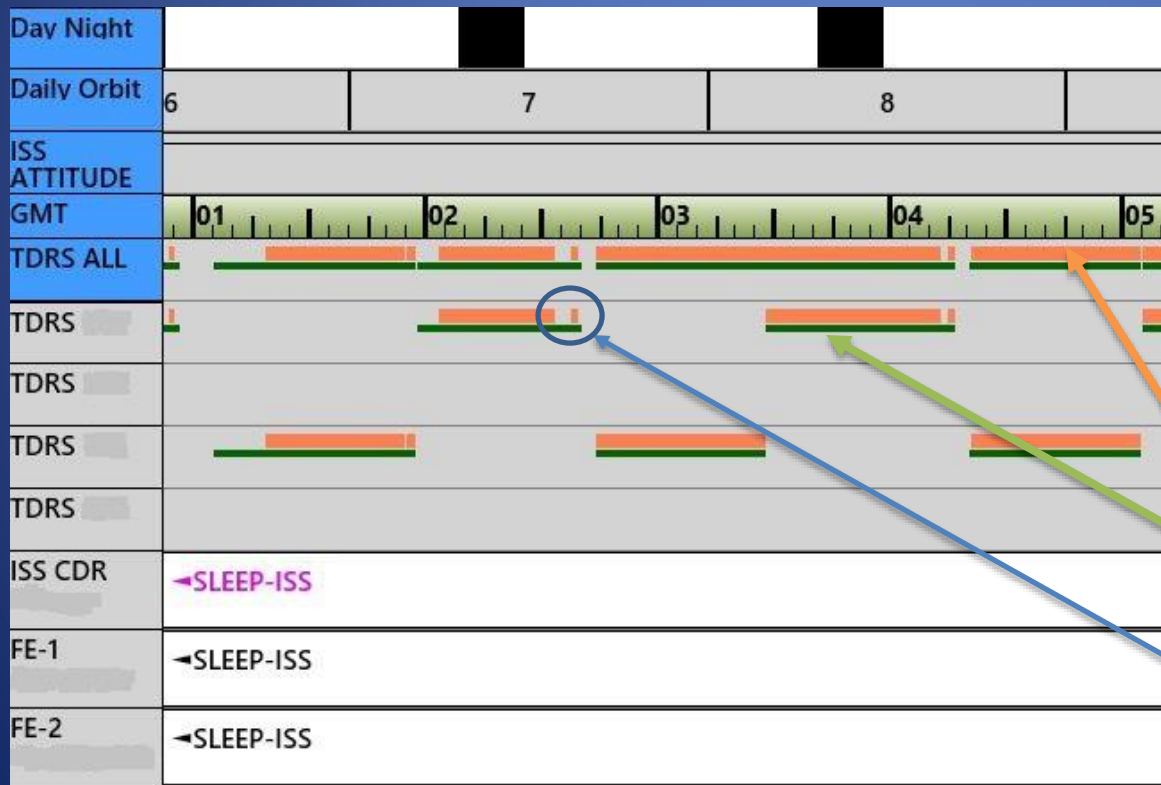 Day Night
Daily Orbit 6 7 8
ISS
ATTITUDE
GMT 01 02 03 04 05
TDRS ALL
TDRS
TDRS
TDRS
TDRS
ISS CDR
◄SLEEP-ISS
FE-1
◄SLEEP-ISS
FE-2
◄SLEEP-ISS